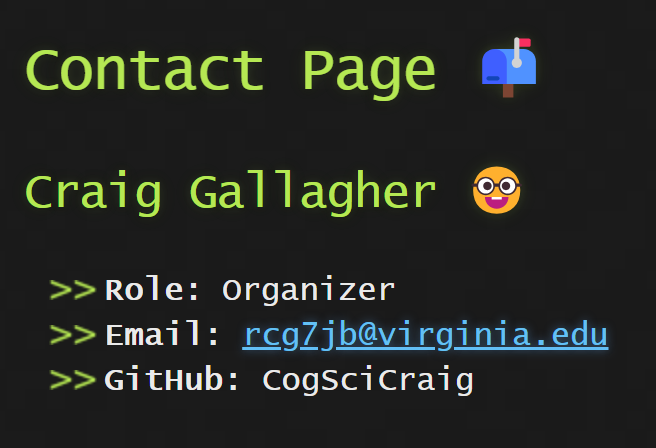 Contact Page 📫
Craig Gallagher 🤓
>> Role: Organizer
>> Email: rcg7jb@virginia.edu
>> GitHub: CogSciCraig